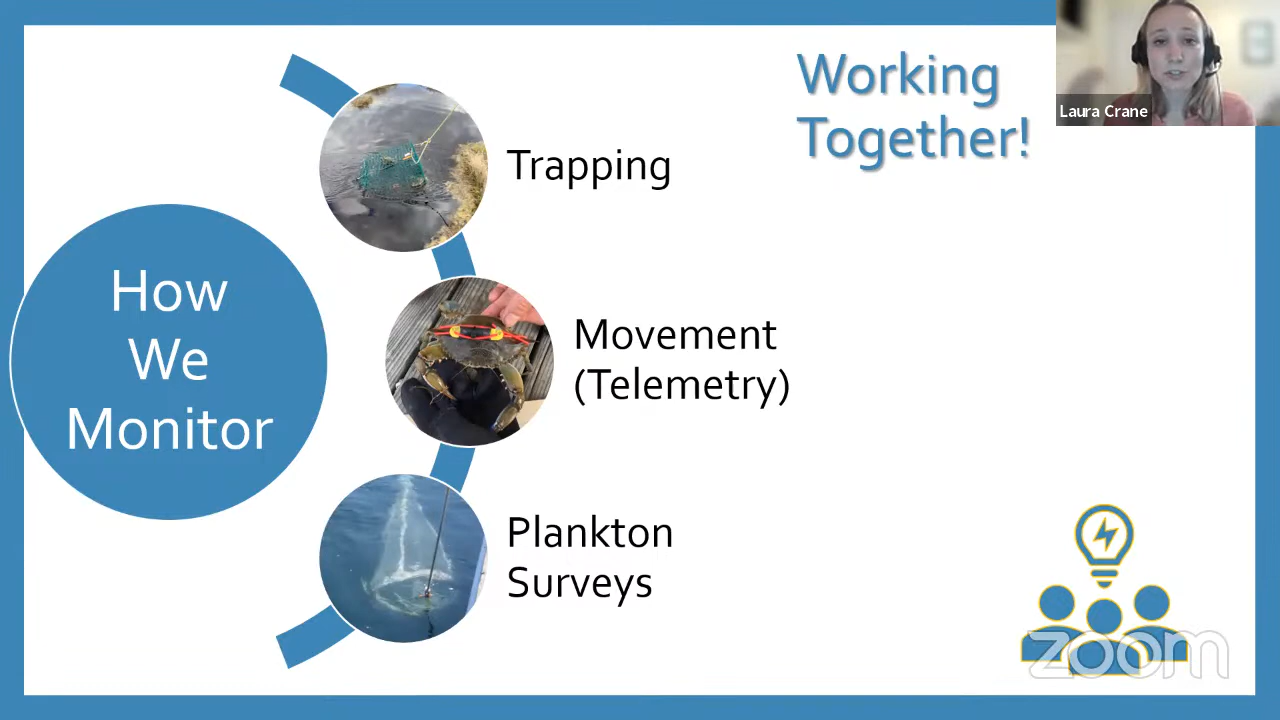 Working
Together!
Laura Crane
How
We
Monitor
Trapping
Movement
(Telemetry)
Plankton
Surveys
zoom